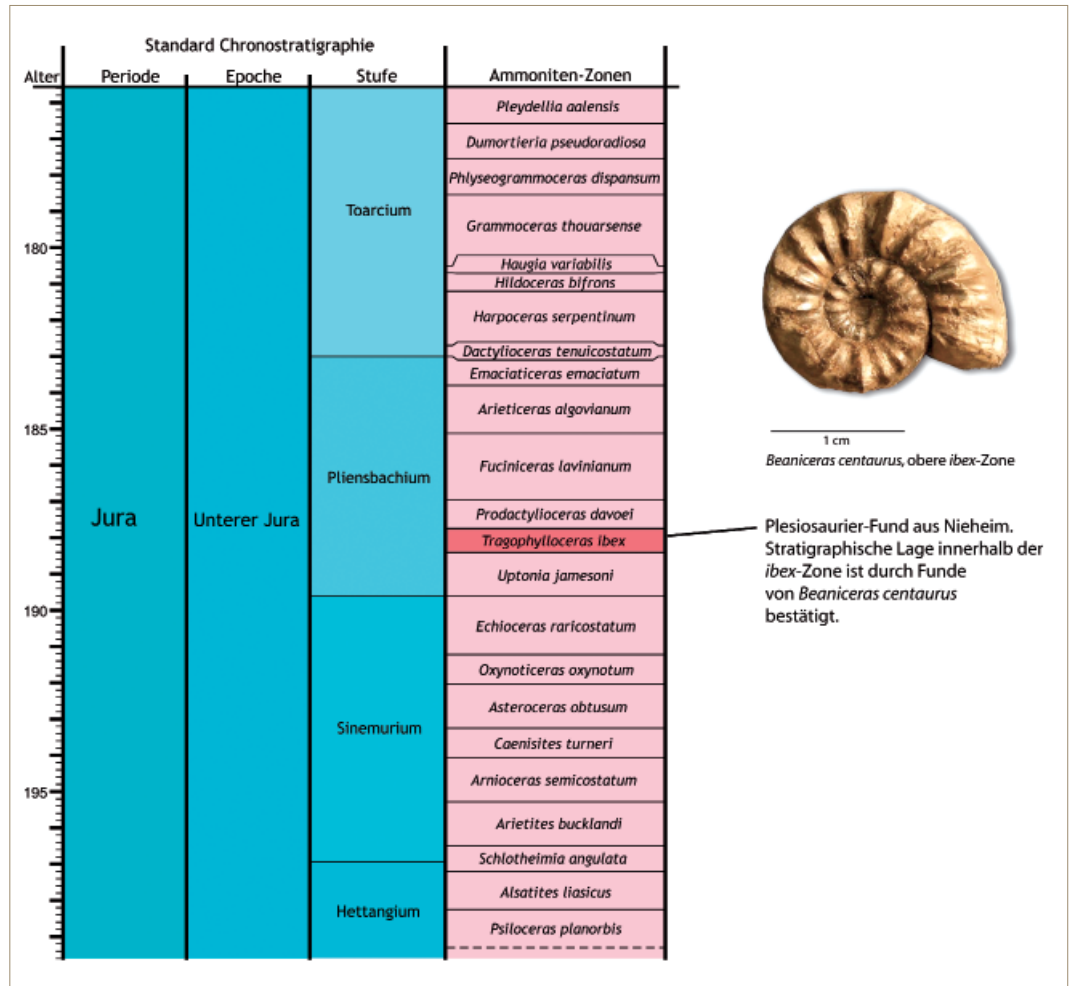 Standard Chronostratigraphie
Alter Periode Epoche Stufe Ammoniten-Zonen
Pleydellia aalensis
Dumortieria pseudoradiosa
Phlyseogrammoceras dispansum
Toarcium
Grammoceras thouarsense
180
Haugia variabilis
Hildoceras bifrons
Harpoceras serpentinum
Dactylioceras tenuicostatum
Emaciaticeras emaciatum
Arieticeras algovianum
185
Fuciniceras lavinianum
Pliensbachium
Prodactylioceras davoei
Jura
Unterer Jura
Tragophylloceras ibex
Uptonia jamesoni
190
Echioceras raricostatum
Oxynoticeras oxynotum
Asteroceras obtusum
Sinemurium
Caenisites turneri
Arnioceras semicostatum
195
Arietites bucklandi
Schlotheimia angulata
Alsatites liasicus
Hettangium
Psiloceras planorbis
1 cm
Beaniceras centaurus, obere ibex-Zone
Plesiosaurier-Fund aus Nieheim.
Stratigraphische Lage innerhalb der
ibex-Zone ist durch Funde
von Beaniceras centaurus
bestätigt.